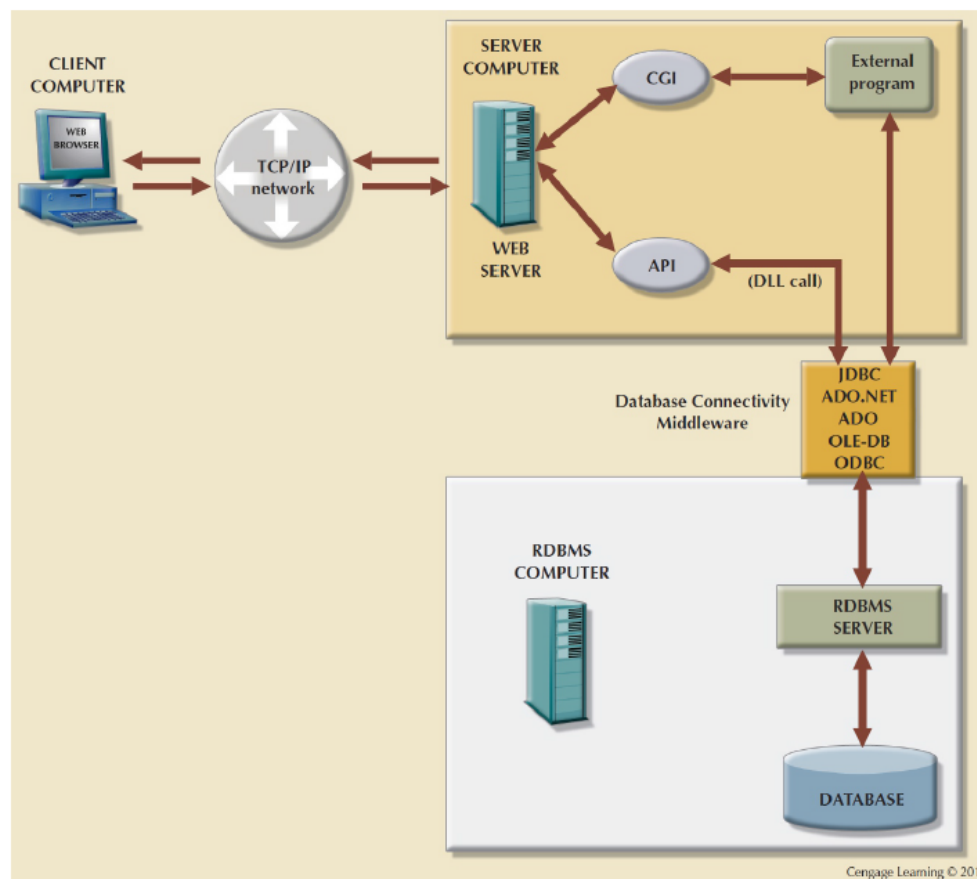 CLIENT
COMPUTER
WEB
BROWSER
TCP/IP
network
SERVER
COMPUTER
WEB
SERVER
CGI
External
program
API
(DLL call)
Database Connectivity
Middleware
JDBC
ADO.NET
ADO
OLE-DB
ODBC
RDBMS
COMPUTER
RDBMS
SERVER
DATABASE
Cengage Learning © 201